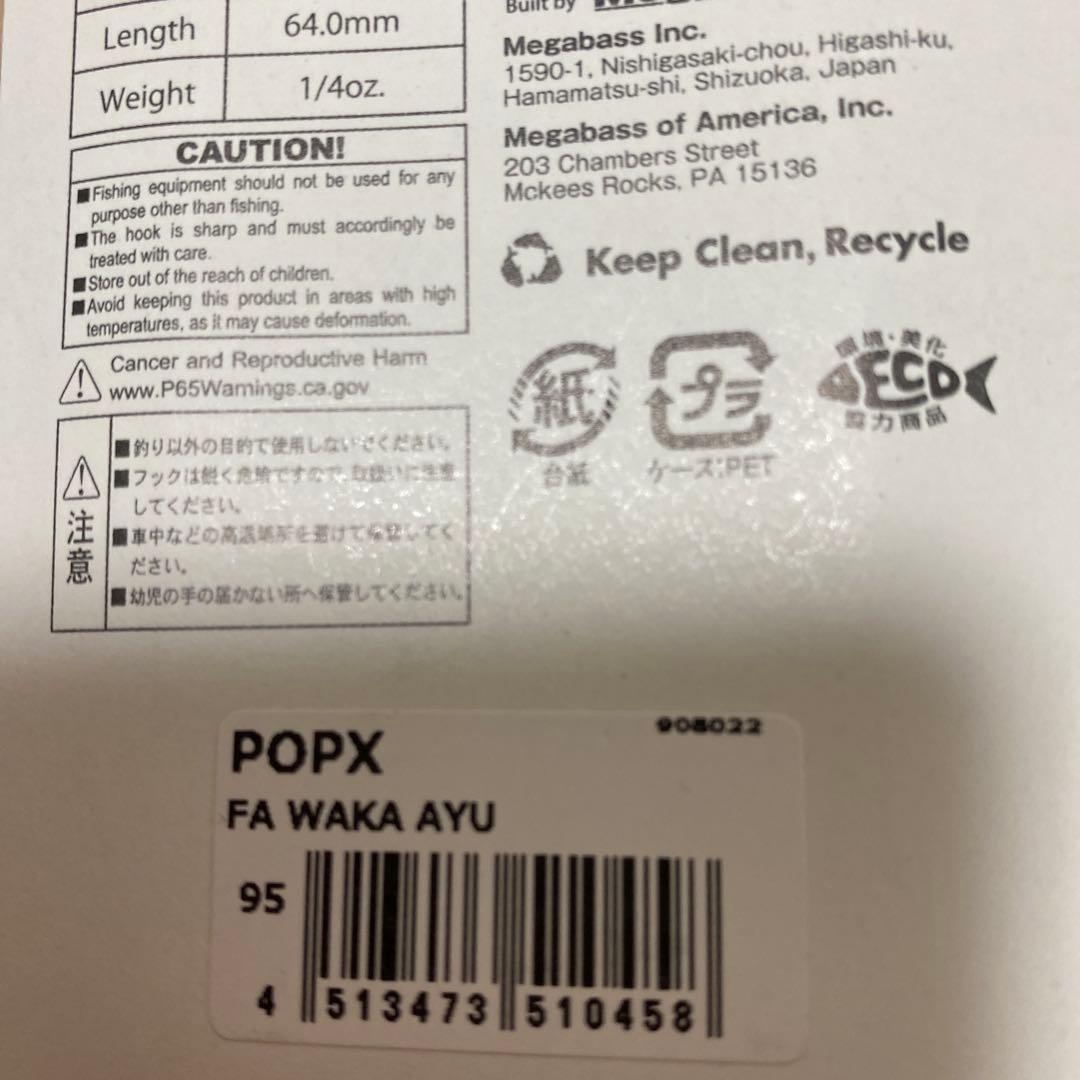 Length 64.0mm
Weight 1/4oz.
CAUTION!
■Fishing equipment should not be used for any
purpose other than fishing.
■The hook is sharp and must accordingly be
treated with care.
■Store out of the reach of children.
■Avoid keeping this product in areas with high
temperatures, as it may cause deformation.
Cancer and Reproductive Harm
www.P65Warnings.ca.gov
注意
■釣り以外の目的で使用しないでください。
■フックは鋭く危険ですので、取扱いに注意
してください。
■車中などの高温場所を避けて保管してく
ださい。
■幼児の手の届かない所へ保管してください。
Built by
Megabass Inc.
1590-1, Nishigasaki-chou, Higashi-ku,
Hamamatsu-shi, Shizuoka, Japan
Megabass of America, Inc.
203 Chambers Street
Mckees Rocks, PA 15136
Keep Clean, Recycle
紙
台紙
プラ
ケース:PET
環境・美化
ECO
協力商品
908022
POPX
FA WAKA AYU
95
4 513473 510458